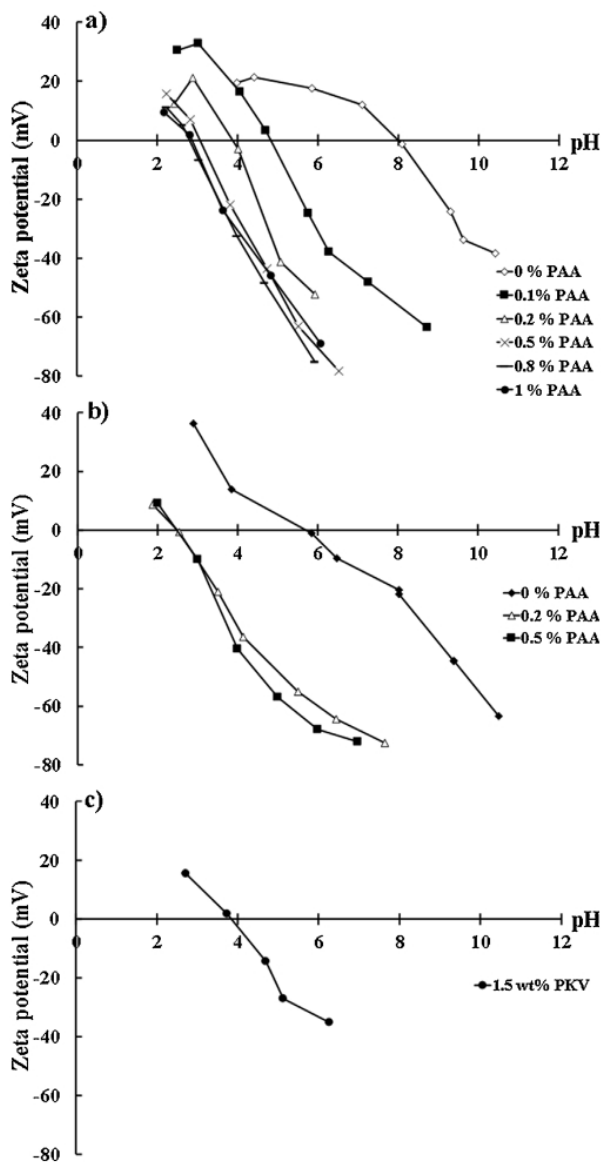 a)
40
20
0
-20
-40
-60
-80
Zeta potential (mV)
0 2 4 6 8 10 12
pH
0 % PAA
0.1% PAA
0.2 % PAA
0.5 % PAA
0.8 % PAA
1 % PAA
b)
40
20
0
-20
-40
-60
-80
Zeta potential (mV)
0 2 4 6 8 10 12
pH
0 % PAA
0.2 % PAA
0.5 % PAA
c)
40
20
0
-20
-40
-60
-80
Zeta potential (mV)
0 2 4 6 8 10 12
pH
1.5 wt% PKV